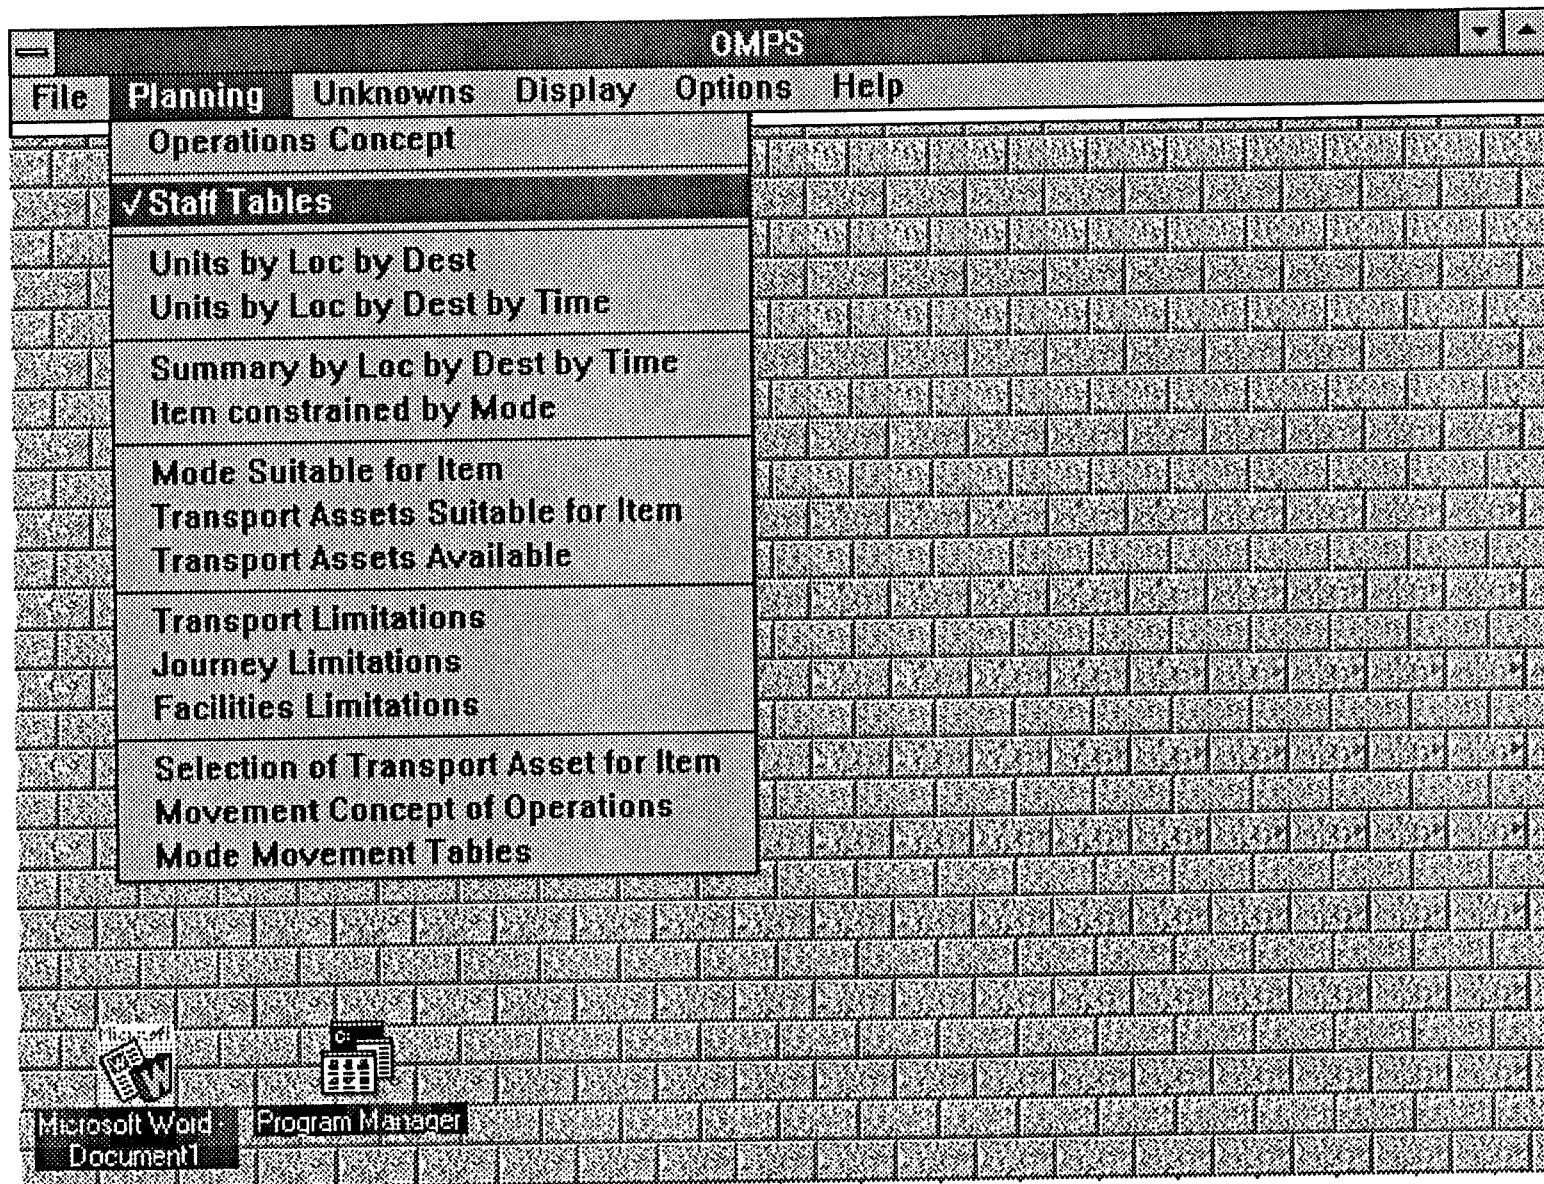 OMPS
File Planning Unknowns Display Options Help
Operations Concept
✓Staff Tables
Units by Loc by Dest
Units by Loc by Dest by Time
Summary by Loc by Dest by Time
Item constrained by Mode
Mode Suitable for Item
Transport Assets Suitable for Item
Transport Assets Available
Transport Limitations
Journey Limitations
Facilities Limitations
Selection of Transport Asset for Item
Movement Concept of Operations
Mode Movement Tables
C:
W
Microsoft Word -
Document1
Program Manager